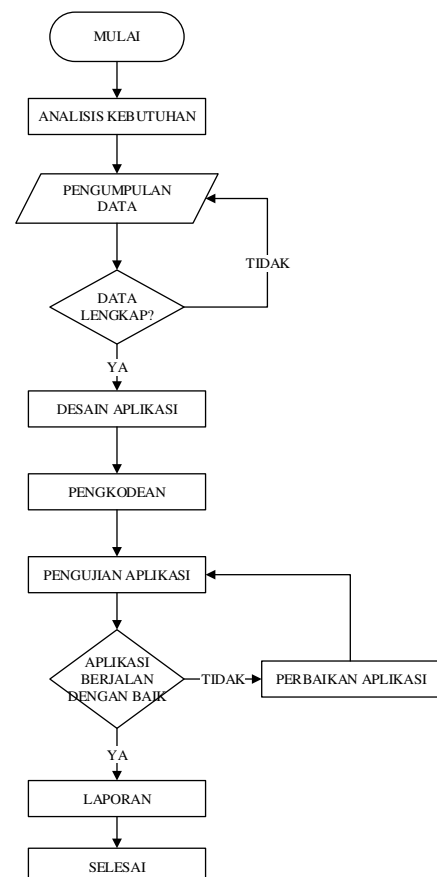 MULAI
ANALISIS KEBUTUHAN
PENGUMPULAN
DATA
TIDAK
DATA
LENGKAP?
YA
DESAIN APLIKASI
PENGKODEAN
PENGUJIAN APLIKASI
APLIKASI
BERJALAN
DENGAN BAIK
TIDAK
PERBAIKAN APLIKASI
YA
LAPORAN
SELESAI